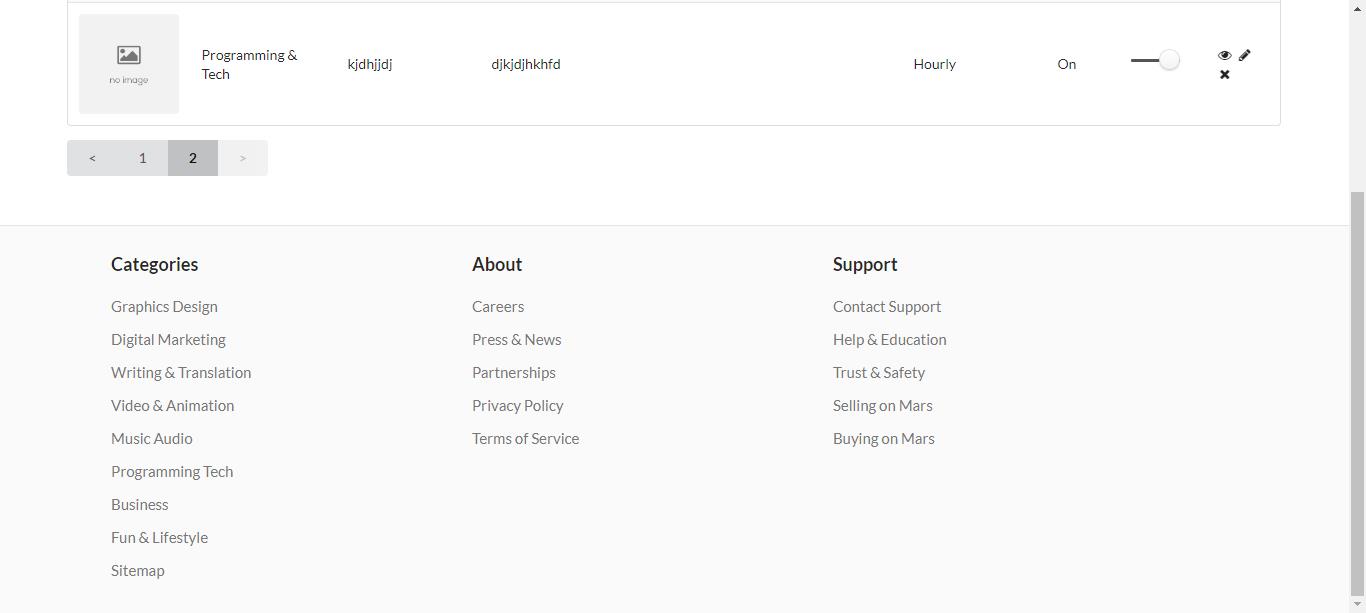 no image
Programming &
Tech
kjdhjjdj
djkjdjhkhfd
Hourly
On
<
1
2
>
Categories
Graphics Design
Digital Marketing
Writing & Translation
Video & Animation
Music Audio
Programming Tech
Business
Fun & Lifestyle
Sitemap
About
Careers
Press & News
Partnerships
Privacy Policy
Terms of Service
Support
Contact Support
Help & Education
Trust & Safety
Selling on Mars
Buying on Mars